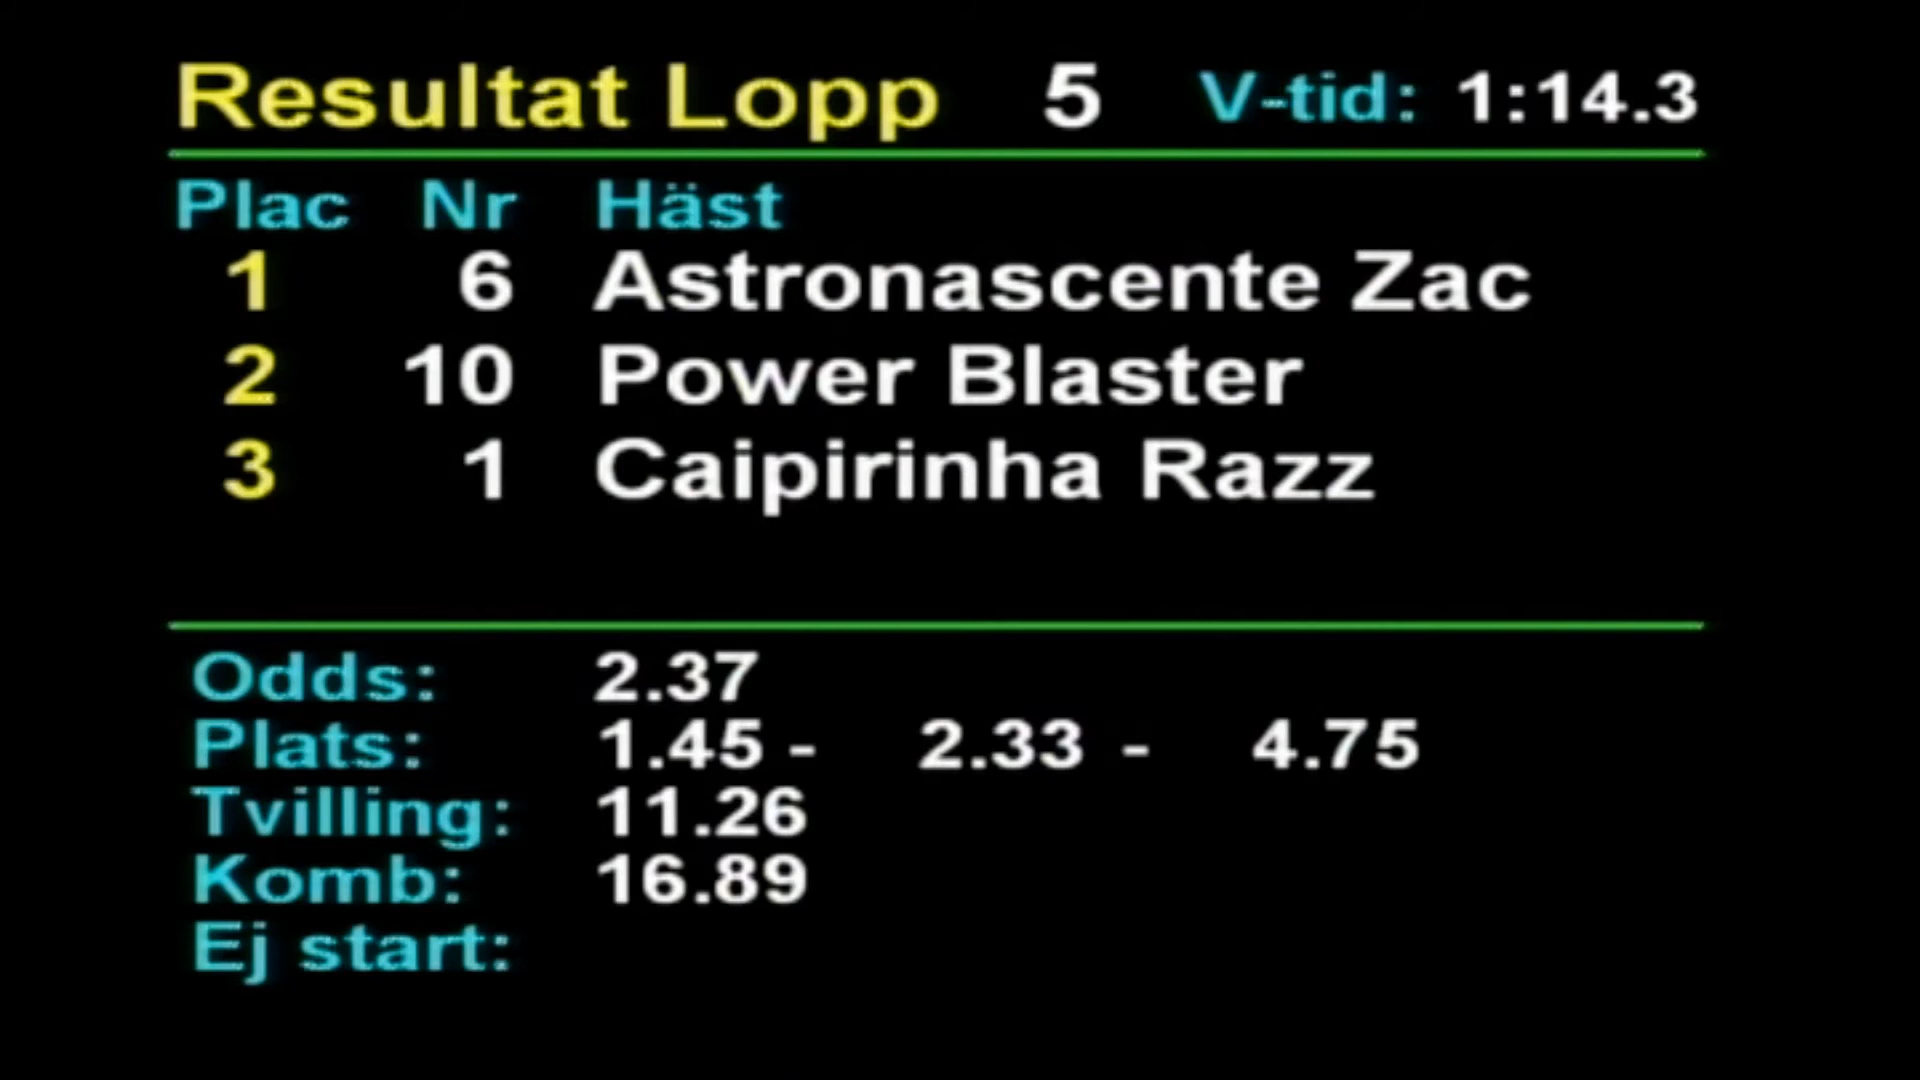 Resultat Lopp 5 V-tid: 1:14.3
Plac Nr Häst
1 6 Astronascente Zac
2 10 Power Blaster
3 1 Caipirinha Razz
Odds: 2.37
Plats: 1.45 - 2.33 - 4.75
Tvilling: 11.26
Komb: 16.89
Ej start: